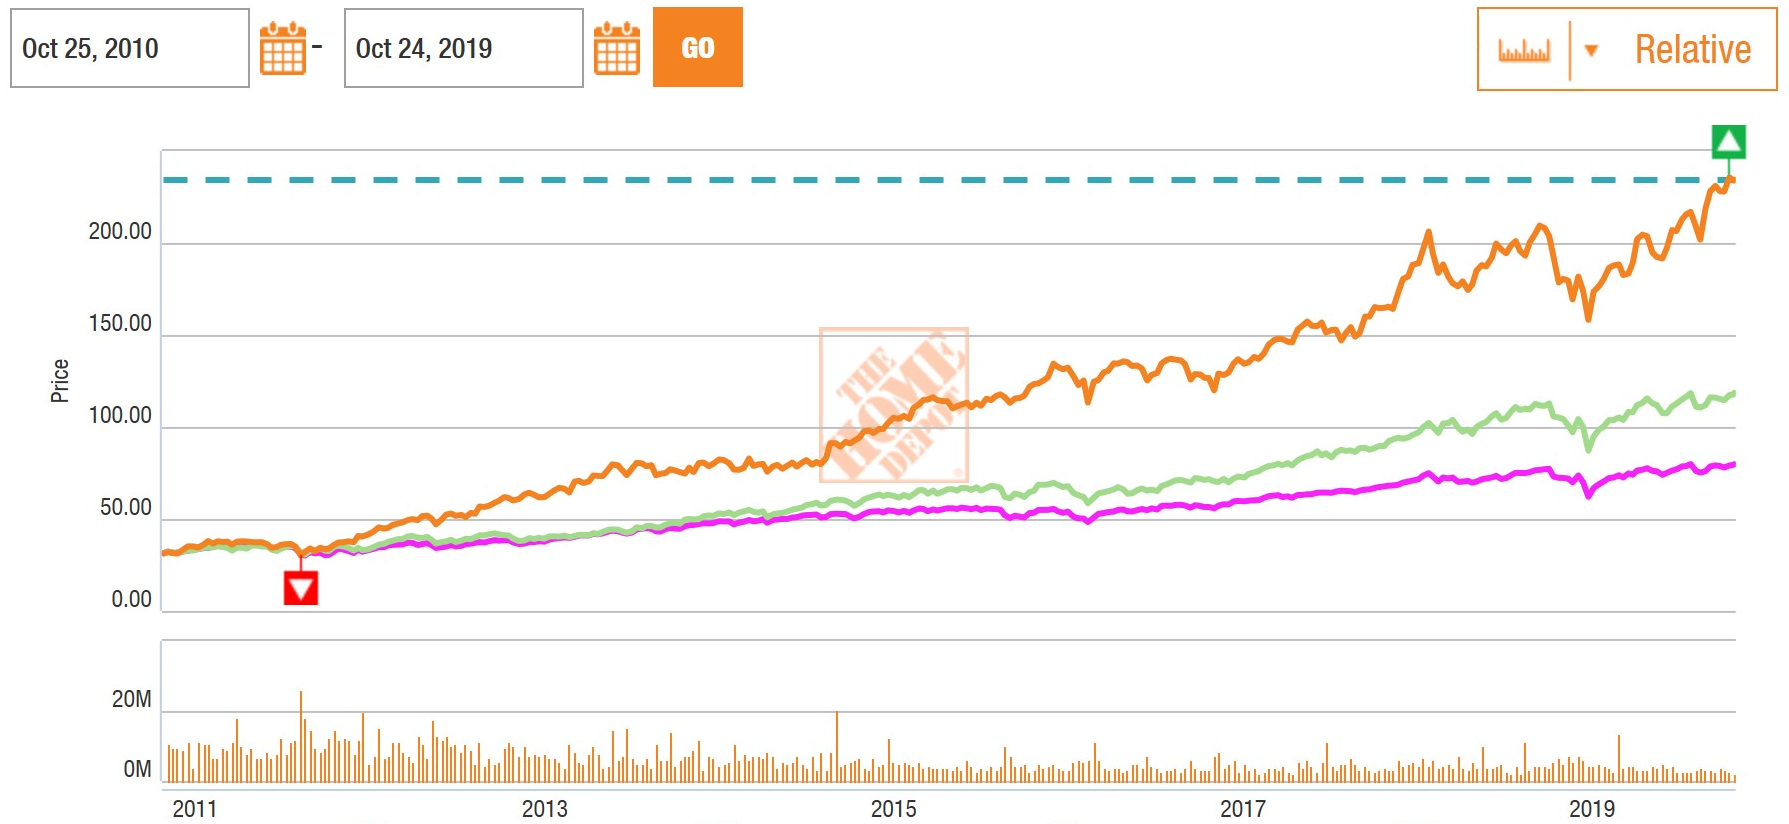 Oct 25, 2010 - Oct 24, 2019 GO Relative
200.00
150.00
100.00
50.00
0.00
Price
THE
HOME
DEPOT
20M
0M
2011 2013 2015 2017 2019